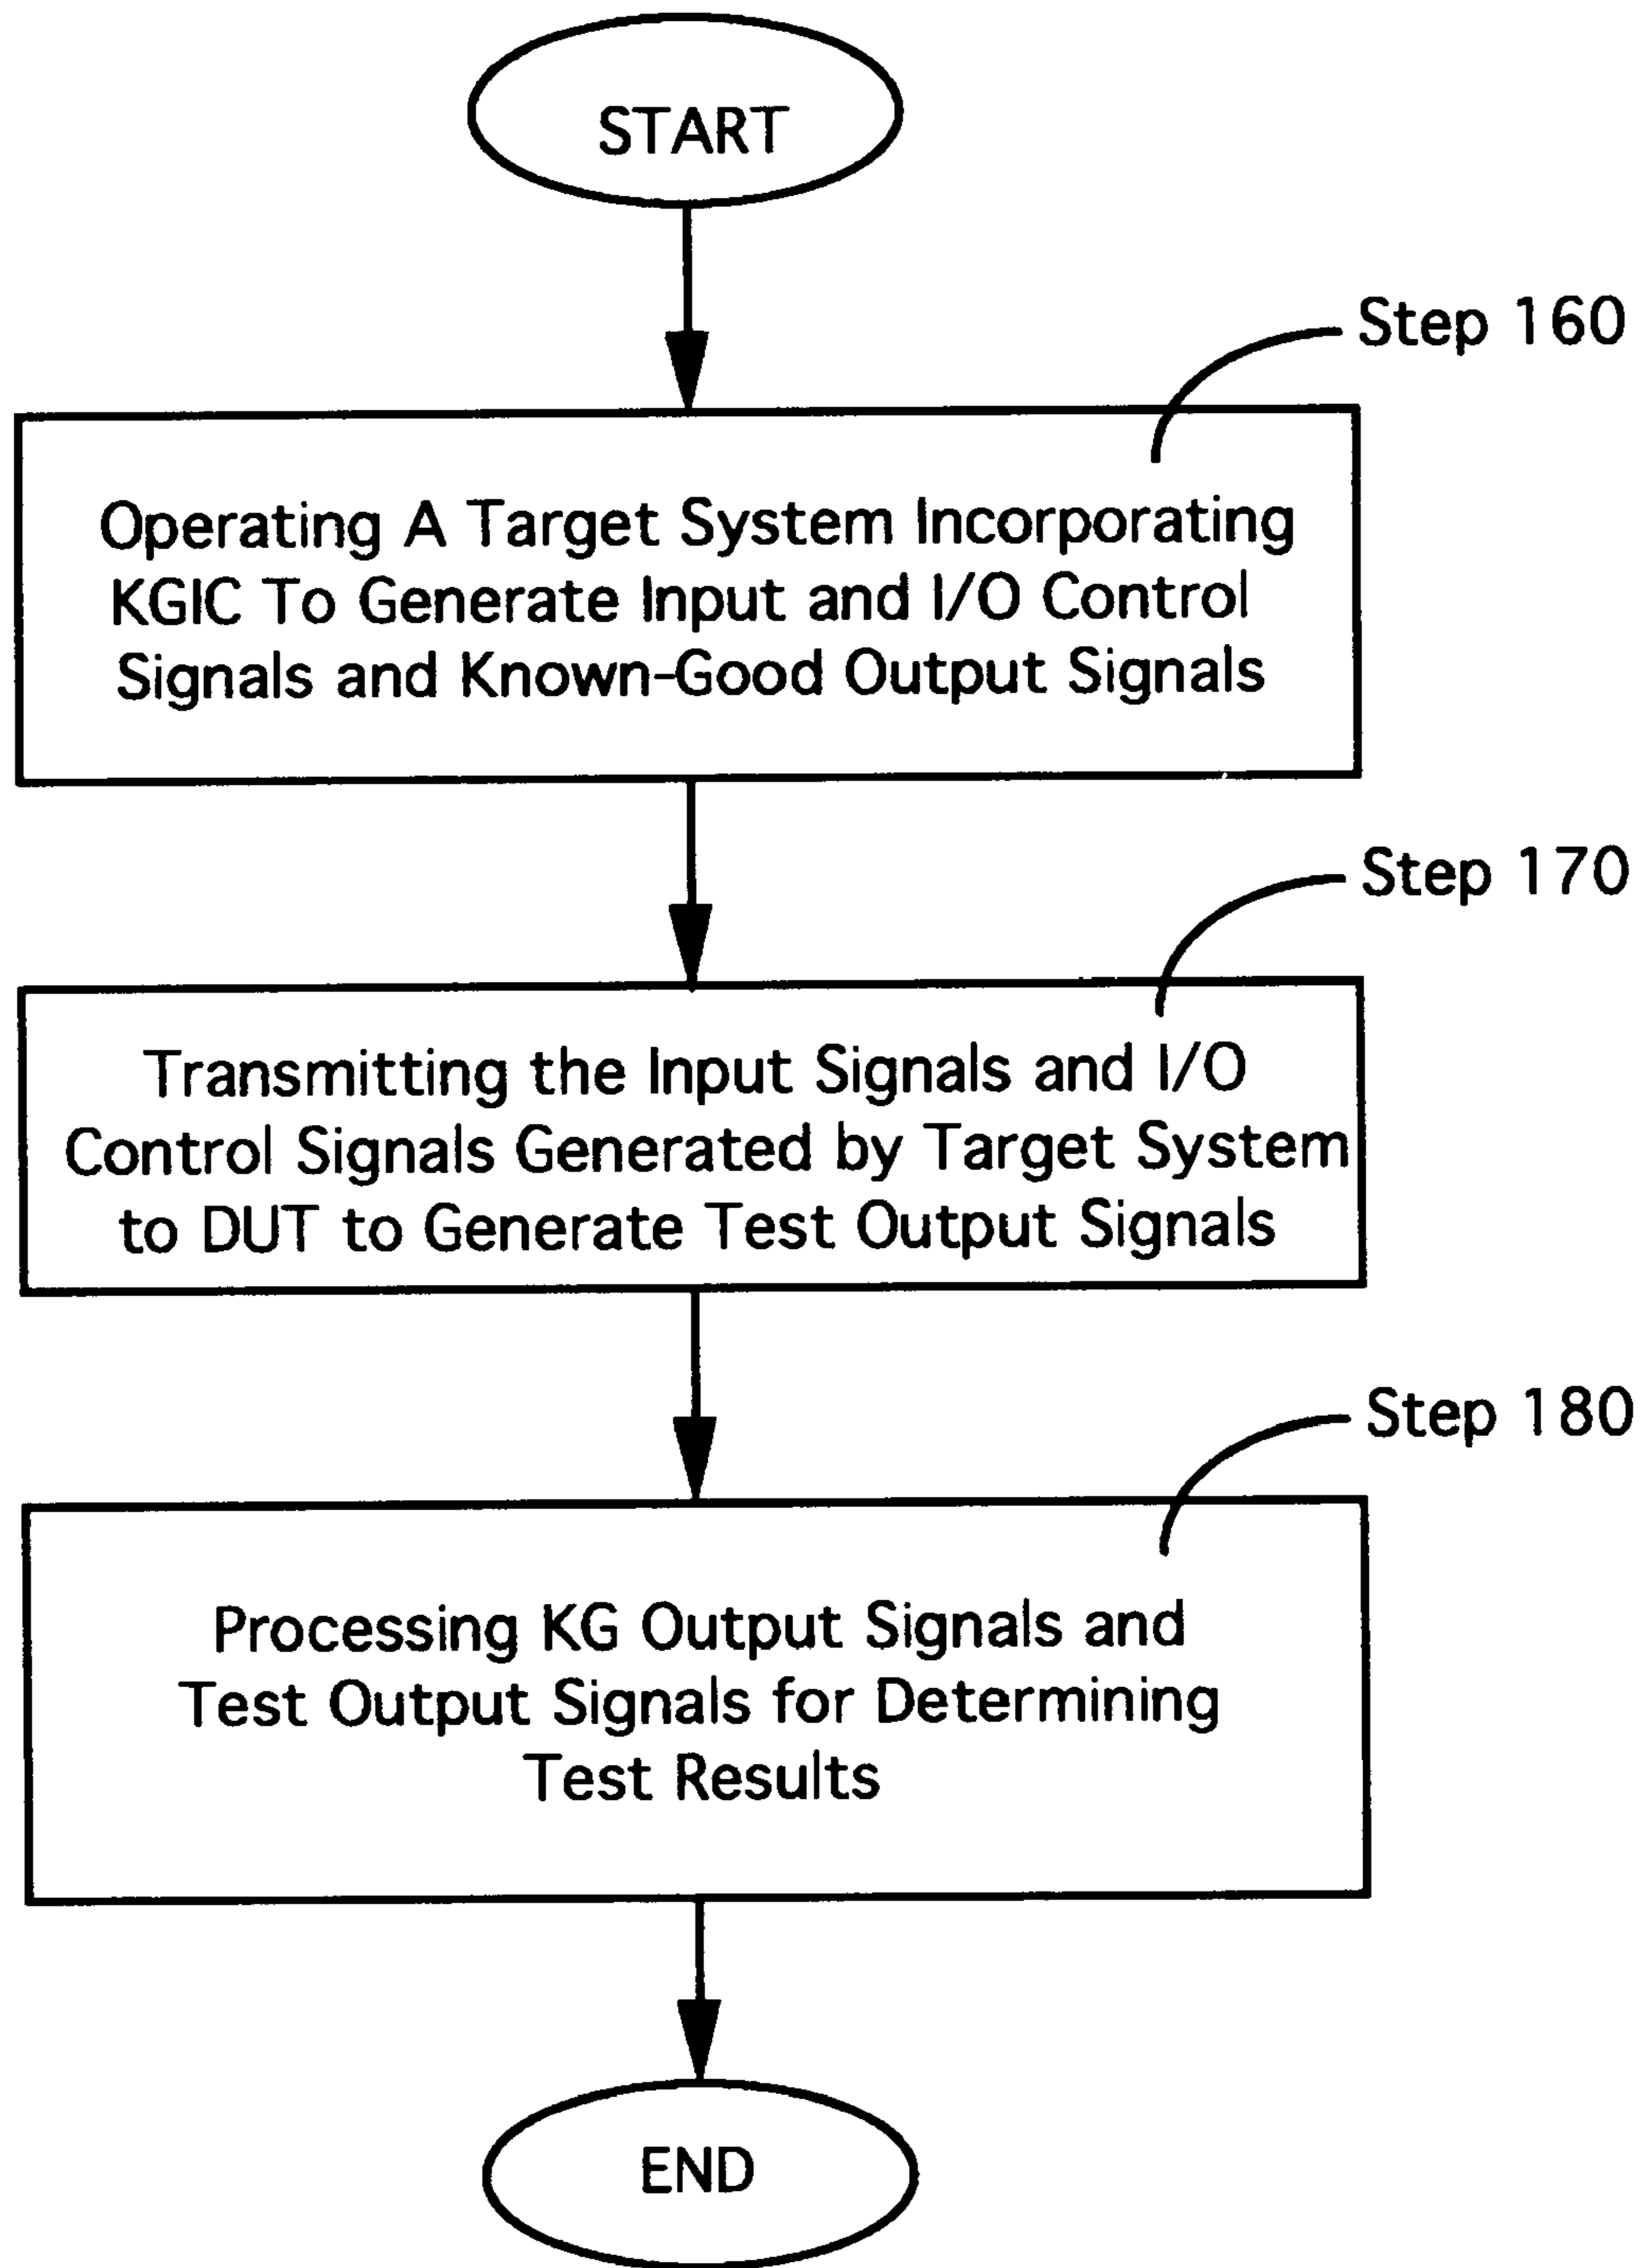 START
Step 160
Operating A Target System Incorporating
KGIC To Generate Input and I/O Control
Signals and Known-Good Output Signals
Step 170
Transmitting the Input Signals and I/O
Control Signals Generated by Target System
to DUT to Generate Test Output Signals
Step 180
Processing KG Output Signals and
Test Output Signals for Determining
Test Results
END